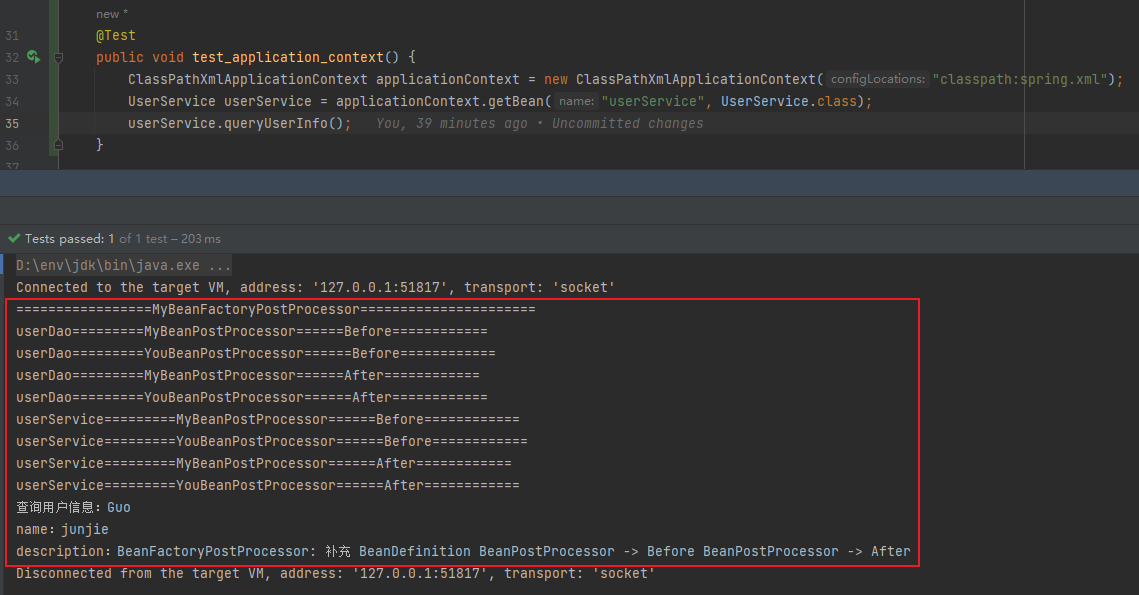 new *
31 @Test
32 public void test_application_context() {
33 ClassPathXmlApplicationContext applicationContext = new ClassPathXmlApplicationContext( configLocations: "classpath:spring.xml");
34 UserService userService = applicationContext.getBean( name: "userService", UserService.class);
35 userService.queryUserInfo(); You, 39 minutes ago • Uncommitted changes
36 }
37
Tests passed: 1 of 1 test – 203 ms
D:\env\jdk\bin\java.exe ...
Connected to the target VM, address: '127.0.0.1:51817', transport: 'socket'
=================MyBeanFactoryPostProcessor======================
userDao=========MyBeanPostProcessor======Before============
userDao=========YouBeanPostProcessor======Before============
userDao=========MyBeanPostProcessor======After============
userDao=========YouBeanPostProcessor======After============
userService=========MyBeanPostProcessor======Before============
userService=========YouBeanPostProcessor======Before============
userService=========MyBeanPostProcessor======After============
userService=========YouBeanPostProcessor======After============
查询用户信息：Guo
name：junjie
description：BeanFactoryPostProcessor: 补充 BeanDefinition BeanPostProcessor -> Before BeanPostProcessor -> After
Disconnected from the target VM, address: '127.0.0.1:51817', transport: 'socket'